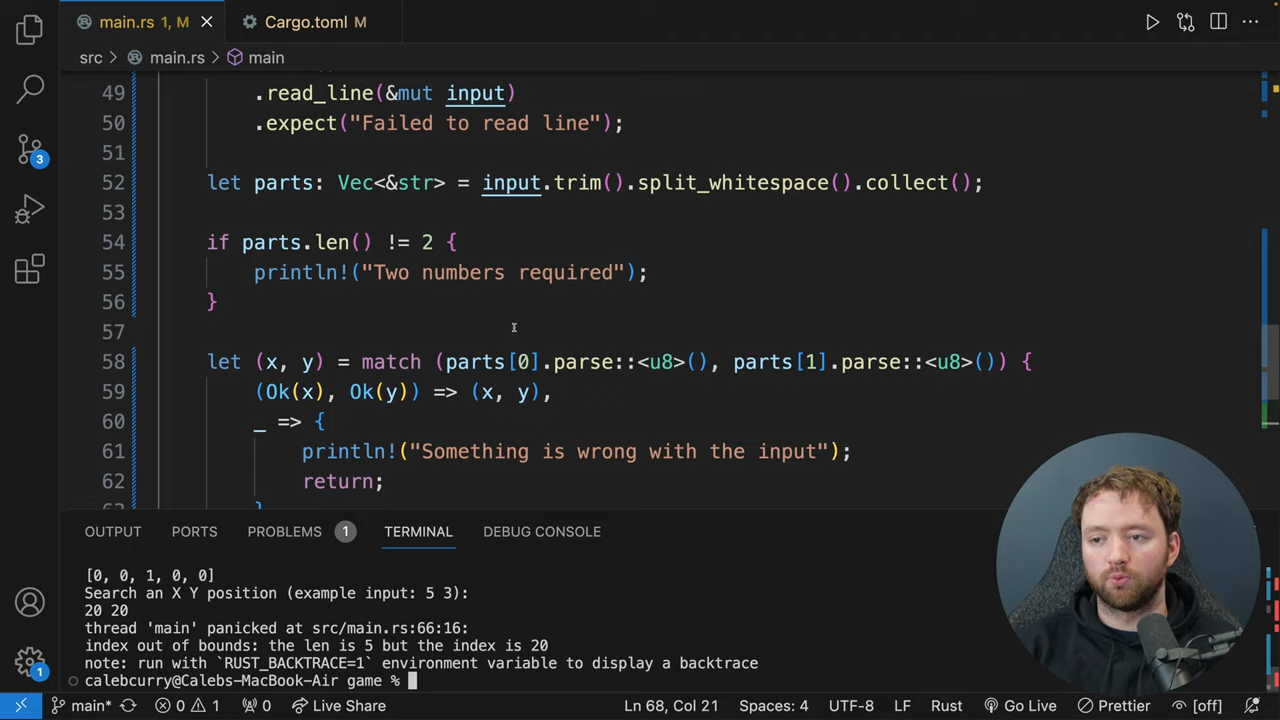 main.rs 1, M
Cargo.toml M
src > main.rs > main
49 .read_line(&mut input)
50 .expect("Failed to read line");
51
52 let parts: Vec<&str> = input.trim().split_whitespace().collect();
53
54 if parts.len() != 2 {
55 println!("Two numbers required");
56 }
57
58 let (x, y) = match (parts[0].parse::<u8>(), parts[1].parse::<u8>()) {
59 (Ok(x), Ok(y)) => (x, y),
60 _ => {
61 println!("Something is wrong with the input");
62 return;
3
OUTPUT PORTS PROBLEMS 1 TERMINAL DEBUG CONSOLE
[0, 0, 1, 0, 0]
Search an X Y position (example input: 5 3):
20 20
thread 'main' panicked at src/main.rs:66:16:
index out of bounds: the len is 5 but the index is 20
note: run with `RUST_BACKTRACE=1` environment variable to display a backtrace
calebcurry@Calebs-MacBook-Air game %
1
main* 0 1 0 Live Share Ln 68, Col 21 Spaces: 4 UTF-8 LF Rust Go Live Prettier [off]